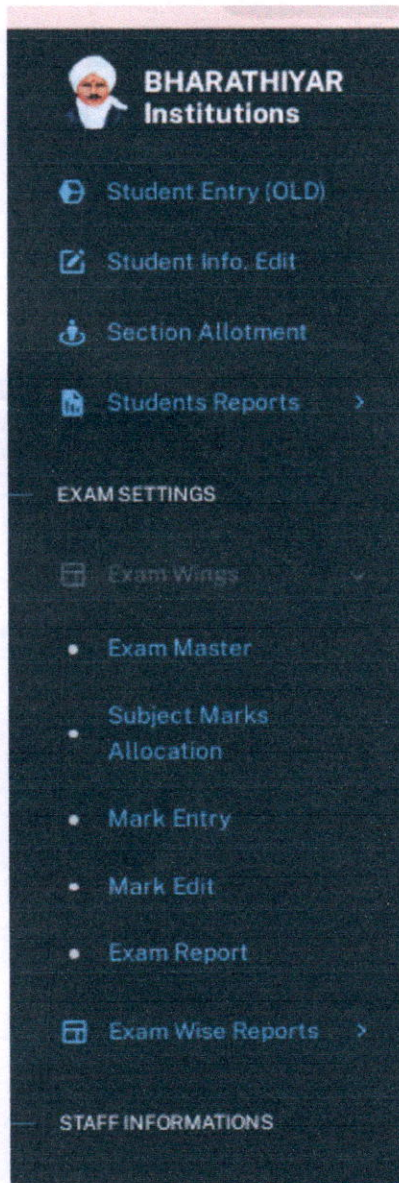 BHARATHIYAR
Institutions
Student Entry (OLD)
Student Info. Edit
Section Allotment
Students Reports
EXAM SETTINGS
Exam Wings
Exam Master
Subject Marks
Allocation
Mark Entry
Mark Edit
Exam Report
Exam Wise Reports
STAFF INFORMATIONS